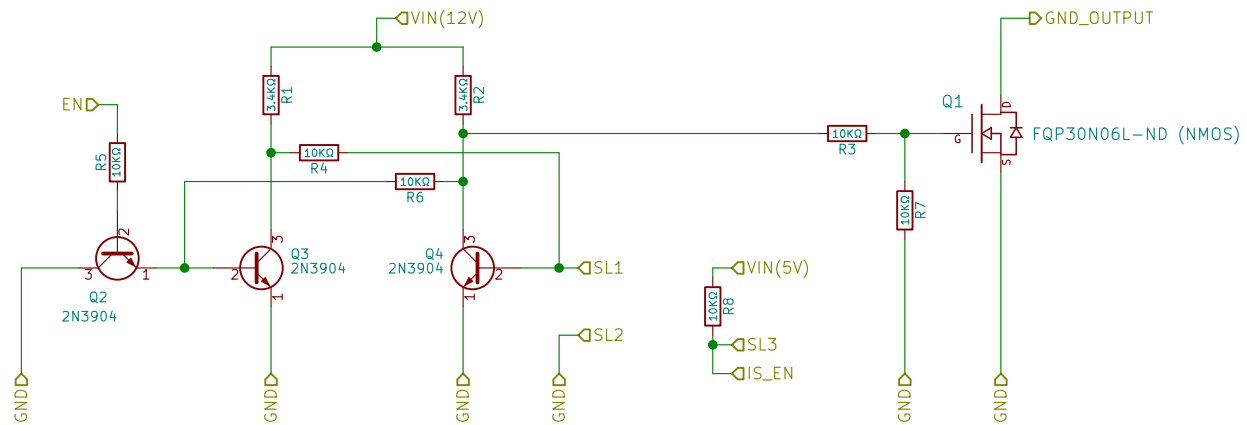 VIN(12V)
GND_OUTPUT
EN
3.4KΩ
R1
3.4KΩ
R2
Q1
D
G
S
FQP30N06L-ND (NMOS)
10KΩ
R3
R5
10KΩ
10KΩ
R4
10KΩ
R6
10KΩ
R7
2
3
1
Q2
2N3904
3
2
1
Q3
2N3904
3
2
1
Q4
2N3904
SL1
SL2
VIN(5V)
10KΩ
R8
SL3
IS_EN
GND
GND
GND
GND
GND
GND